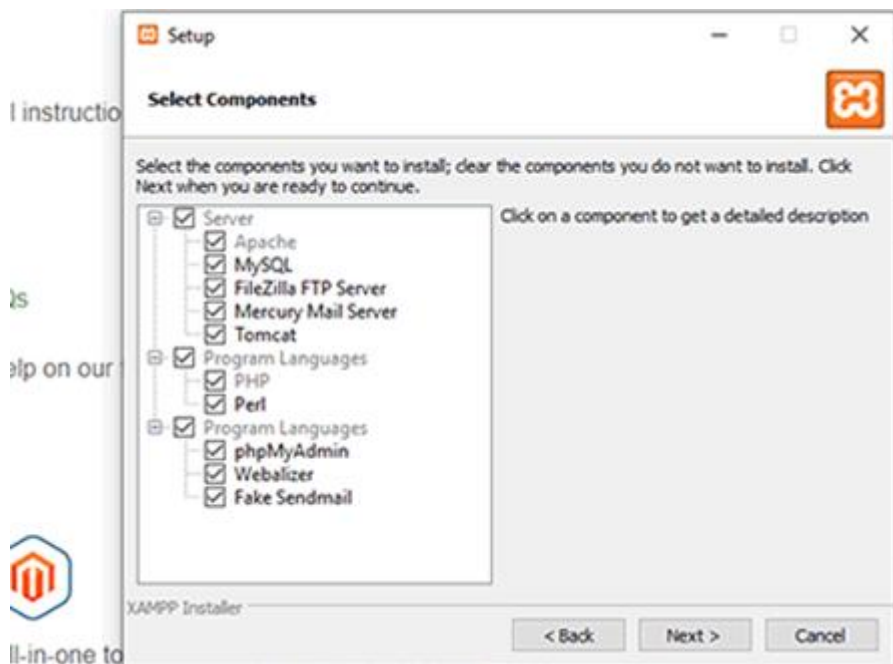 Setup
Select Components
l instructio
Select the components you want to install; clear the components you do not want to install. Click
Next when you are ready to continue.
Server
Apache
MySQL
FileZilla FTP Server
Mercury Mail Server
Tomcat
Program Languages
PHP
Perl
Program Languages
phpMyAdmin
Webalizer
Fake Sendmail
Click on a component to get a detailed description
Qs
elp on our
XAMPP Installer
< Back
Next >
Cancel
ll-in-one to